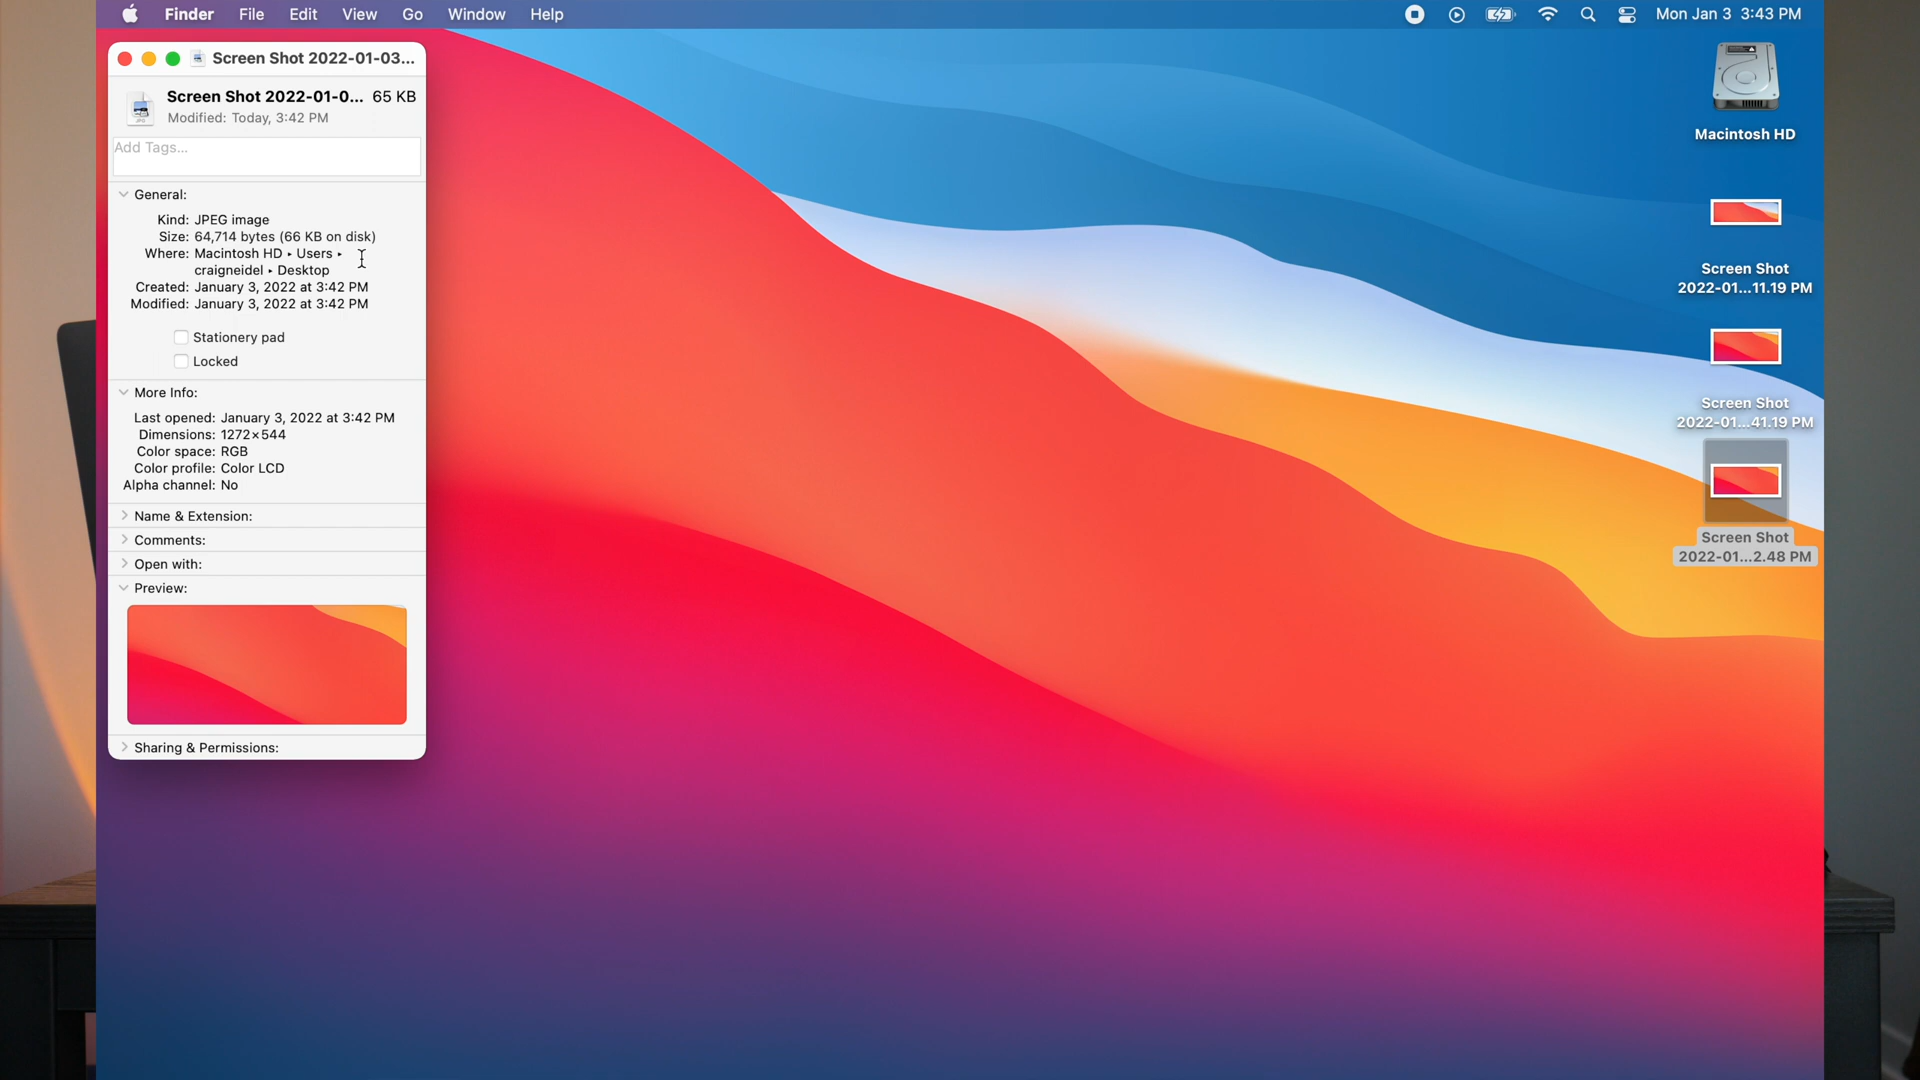 Finder File Edit View Go Window Help
Mon Jan 3 3:43 PM
Screen Shot 2022-01-03...
Screen Shot 2022-01-0... 65 KB
Modified: Today, 3:42 PM
Add Tags...
General:
Kind: JPEG image
Size: 64,714 bytes (66 KB on disk)
Where: Macintosh HD ▸ Users ▸
craigneidel ▸ Desktop
Created: January 3, 2022 at 3:42 PM
Modified: January 3, 2022 at 3:42 PM
Stationery pad
Locked
More Info:
Last opened: January 3, 2022 at 3:42 PM
Dimensions: 1272×544
Color space: RGB
Color profile: Color LCD
Alpha channel: No
Name & Extension:
Comments:
Open with:
Preview:
Sharing & Permissions:
Macintosh HD
Screen Shot
2022-01...11.19 PM
Screen Shot
2022-01...41.19 PM
Screen Shot
2022-01...2.48 PM